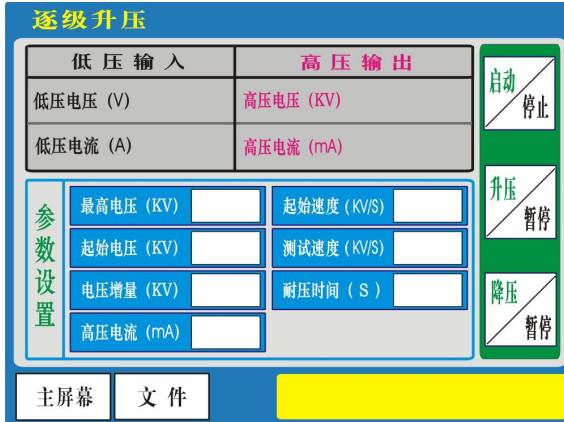 逐级升压
低压输入 高压输出
低压电压 (V) 高压电压 (KV)
低压电流 (A) 高压电流 (mA)
启动
停止
升压
暂停
降压
暂停
参数设置
最高电压 (KV) 起始速度 (KV/S)
起始电压 (KV) 测试速度 (KV/S)
电压增量 (KV) 耐压时间 ( S )
高压电流 (mA)
主屏幕 文件